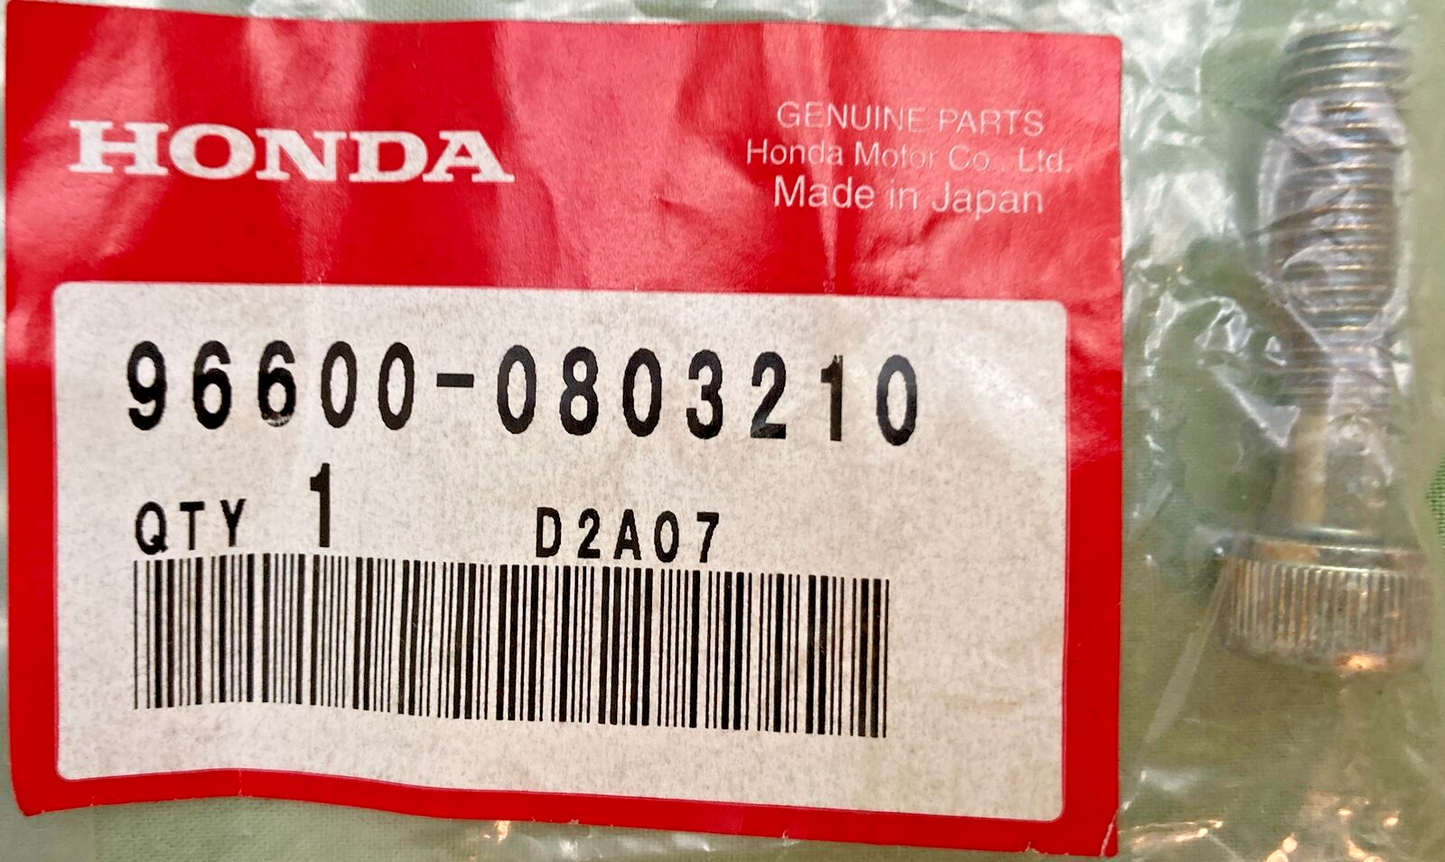 HONDA
GENUINE PARTS
Honda Motor Co., Ltd.
Made in Japan
96600-0803210
QTY 1 D2A07